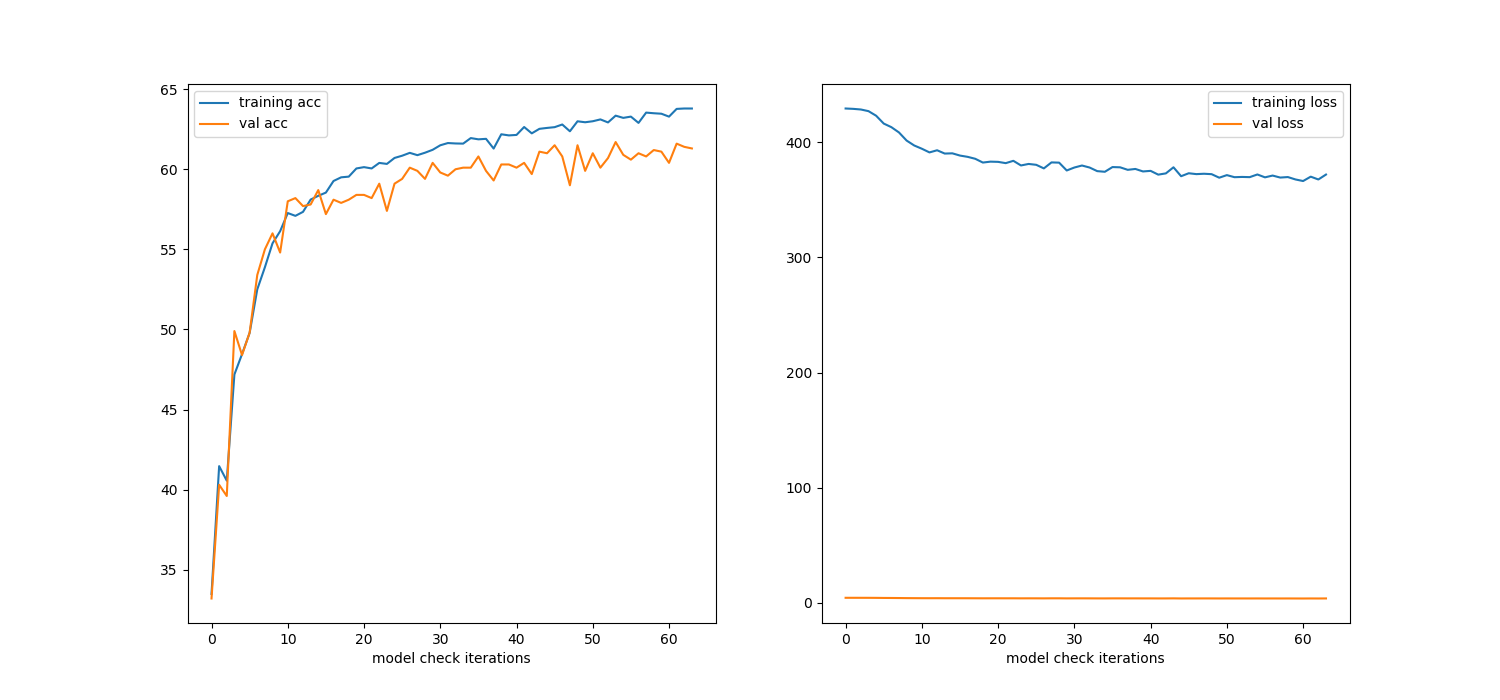 training acc
val acc
65
60
55
50
45
40
35
0 10 20 30 40 50 60
model check iterations
training loss
val loss
400
300
200
100
0
0 10 20 30 40 50 60
model check iterations